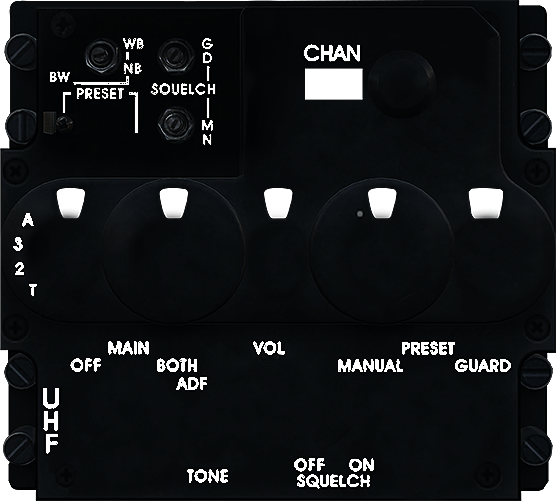 WB
NB
BW
PRESET
G
D
SQUELCH
M
N
CHAN
A
3
2
T
MAIN VOL PRESET
OFF BOTH MANUAL GUARD
ADF
UHF
OFF ON
TONE SQUELCH